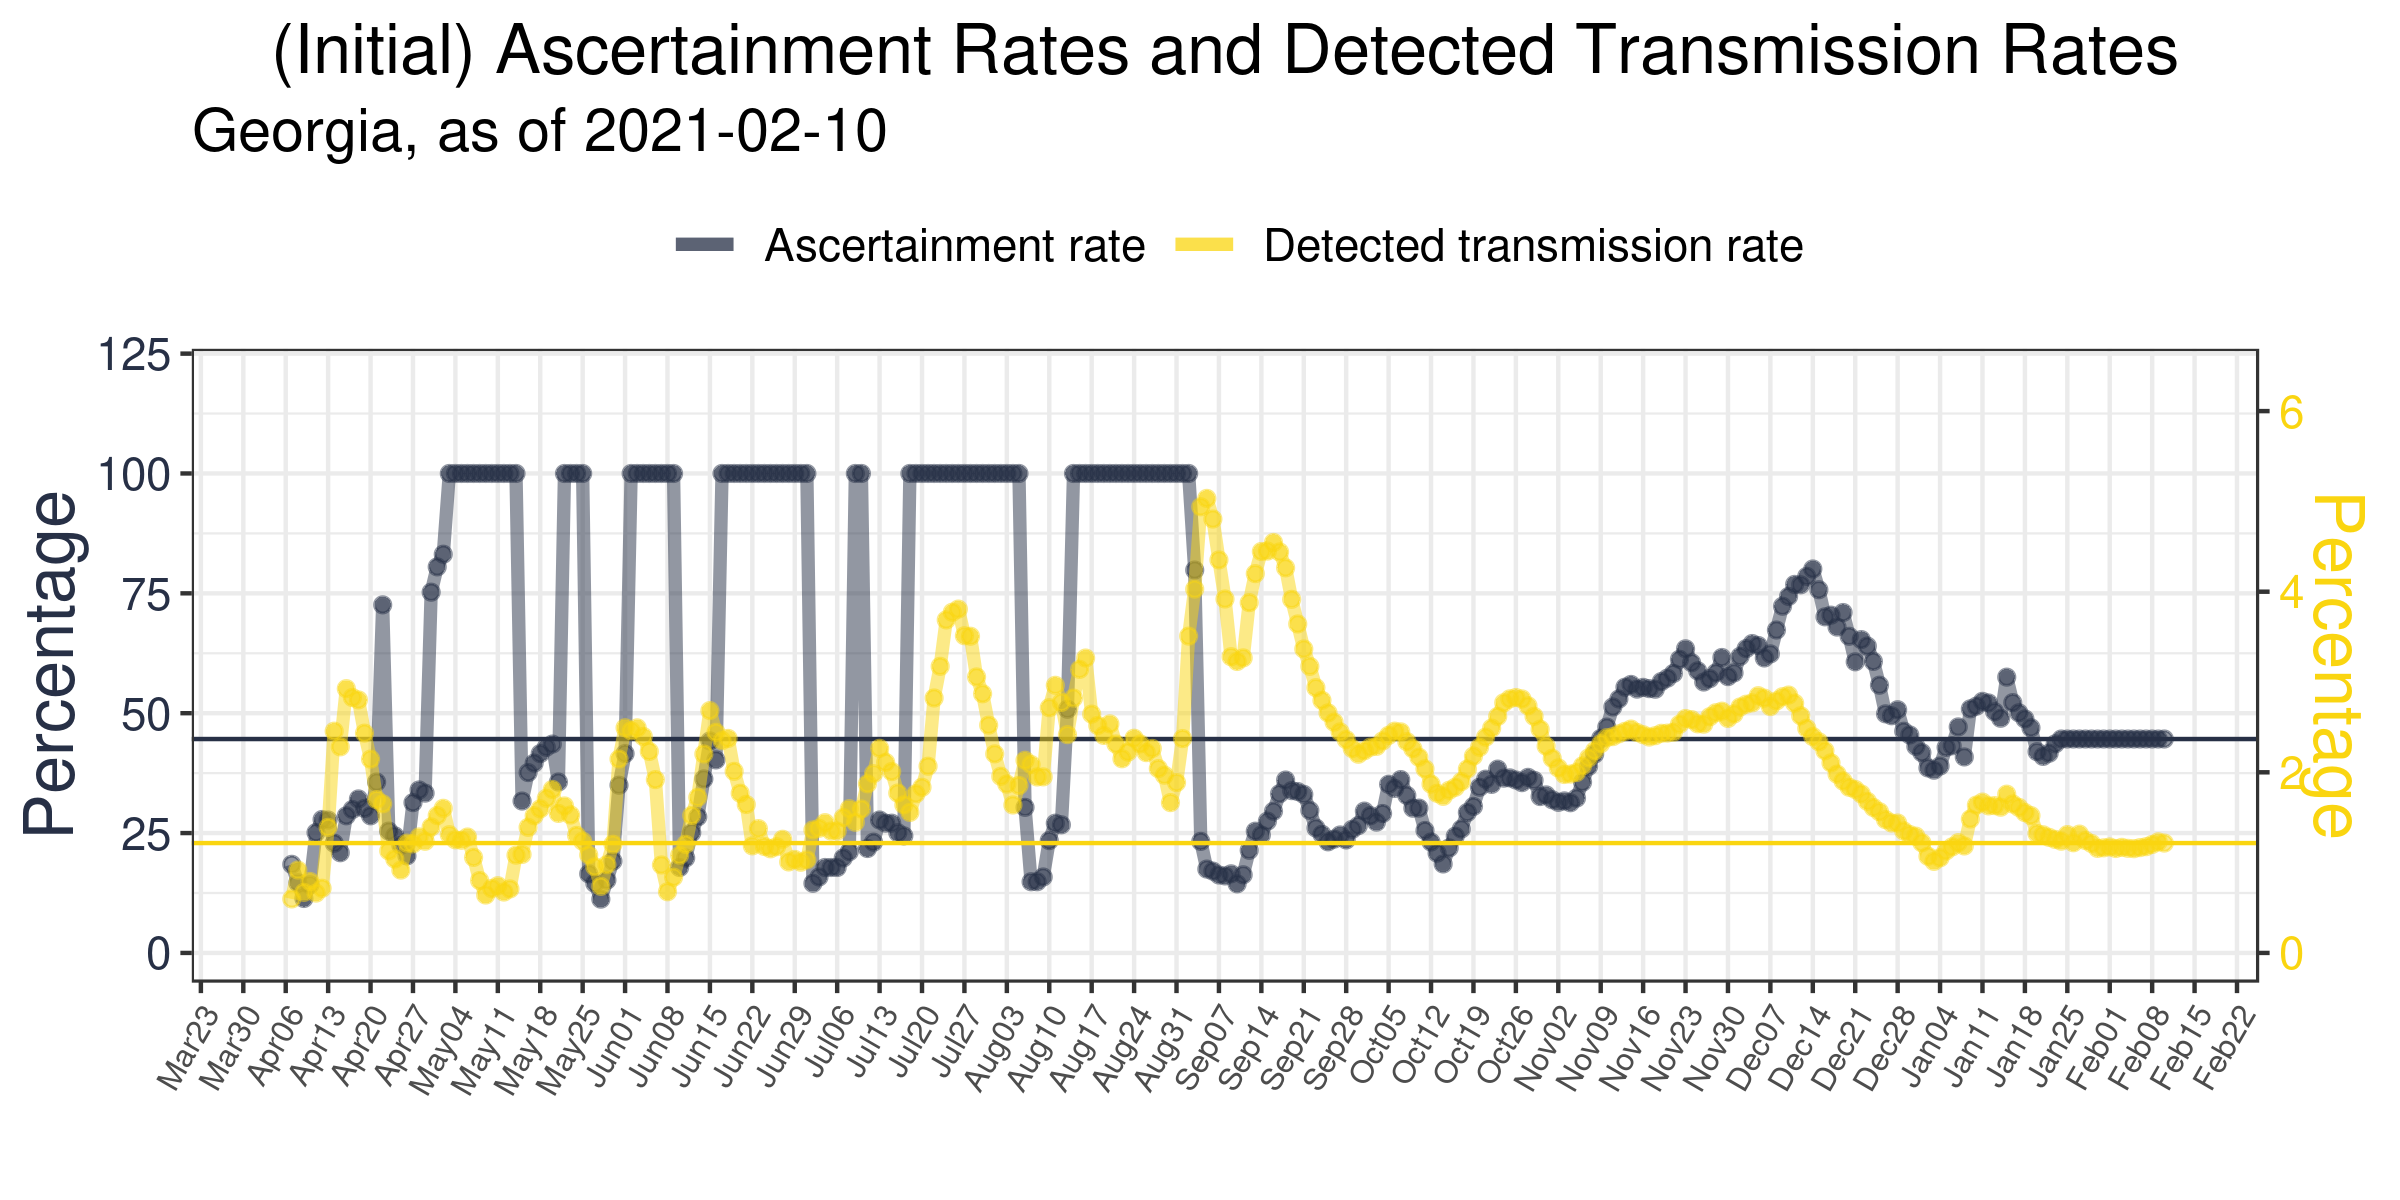 (Initial) Ascertainment Rates and Detected Transmission Rates
Georgia, as of 2021-02-10
Ascertainment rate
Detected transmission rate
Percentage
125
100
75
50
25
0
6
4
2
0
Percentage
Mar23
Mar30
Apr06
Apr13
Apr20
Apr27
May04
May11
May18
May25
Jun01
Jun08
Jun15
Jun22
Jun29
Jul06
Jul13
Jul20
Jul27
Aug03
Aug10
Aug17
Aug24
Aug31
Sep07
Sep14
Sep21
Sep28
Oct05
Oct12
Oct19
Oct26
Nov02
Nov09
Nov16
Nov23
Nov30
Dec07
Dec14
Dec21
Dec28
Jan04
Jan11
Jan18
Jan25
Feb01
Feb08
Feb15
Feb22